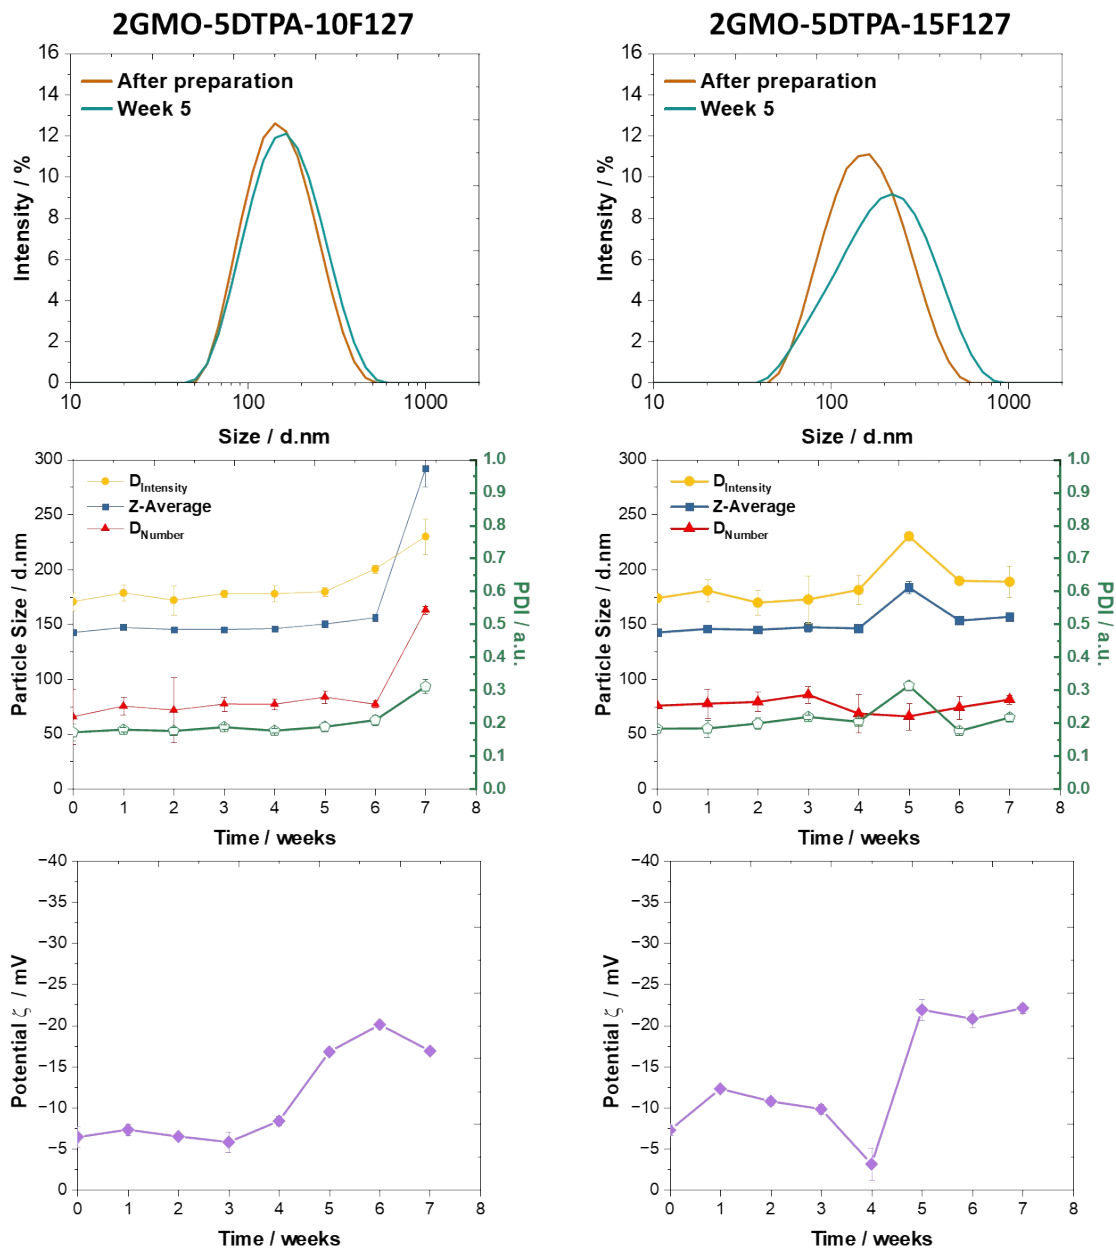 2GMO-5DTPA-10F127
16
14
12
10
8
6
4
2
0
Intensity / %
After preparation
Week 5
10
100
1000
Size / d.nm
2GMO-5DTPA-15F127
16
14
12
10
8
6
4
2
0
Intensity / %
After preparation
Week 5
10
100
1000
Size / d.nm
300
250
200
150
100
50
0
Particle Size / d.nm
D Intensity
Z-Average
D Number
1.0
0.9
0.8
0.7
0.6
0.5
0.4
0.3
0.2
0.1
0.0
PDI / a.u.
0 1 2 3 4 5 6 7 8
Time / weeks
300
250
200
150
100
50
0
Particle Size / d.nm
D Intensity
Z-Average
D Number
1.0
0.9
0.8
0.7
0.6
0.5
0.4
0.3
0.2
0.1
0.0
PDI / a.u.
0 1 2 3 4 5 6 7 8
Time / weeks
−40
−35
−30
−25
−20
−15
−10
−5
0
Potential ζ / mV
0 1 2 3 4 5 6 7 8
Time / weeks
−40
−35
−30
−25
−20
−15
−10
−5
0
Potential ζ / mV
0 1 2 3 4 5 6 7 8
Time / weeks